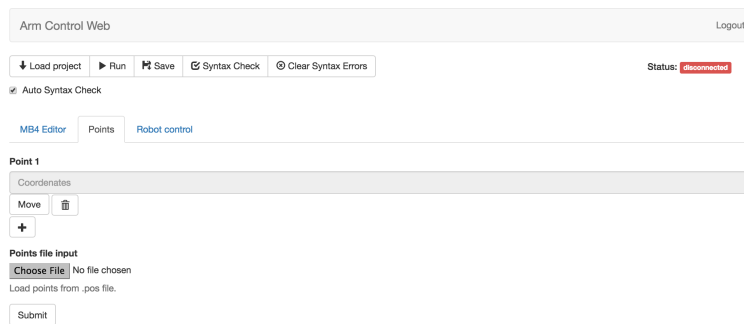 Arm Control Web Logout
Load project Run Save Syntax Check Clear Syntax Errors Status: disconnected
Auto Syntax Check
MB4 Editor Points Robot control
Point 1
Coordenates
Move
Points file input
Choose File No file chosen
Load points from .pos file.
Submit